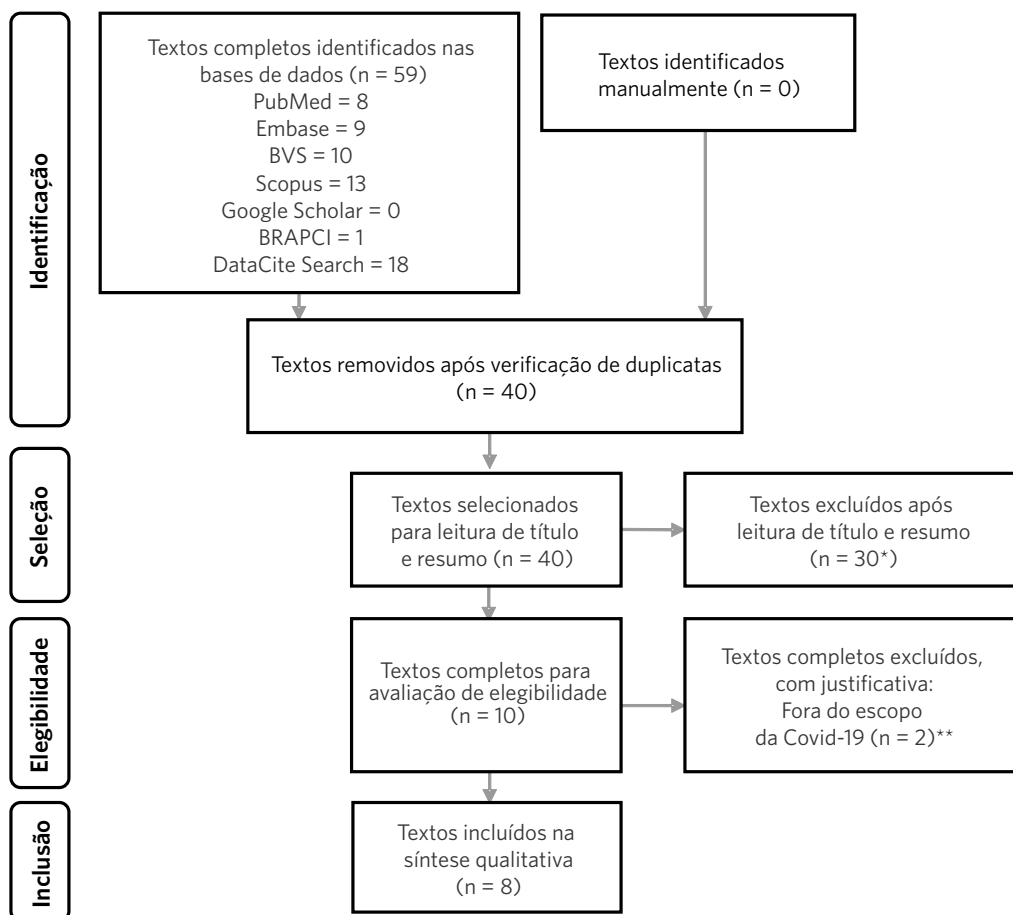 Identificação
Textos completos identificados nas
bases de dados (n = 59)
PubMed = 8
Embase = 9
BVS = 10
Scopus = 13
Google Scholar = 0
BRAPCI = 1
DataCite Search = 18
Textos identificados
manualmente (n = 0)
Textos removidos após verificação de duplicatas
(n = 40)
Seleção
Textos selecionados
para leitura de título
e resumo (n = 40)
Textos excluídos após
leitura de título e resumo
(n = 30*)
Elegibilidade
Textos completos para
avaliação de elegibilidade
(n = 10)
Textos completos excluídos,
com justificativa:
Fora do escopo
da Covid-19 (n = 2)**
Inclusão
Textos incluídos na
síntese qualitativa
(n = 8)